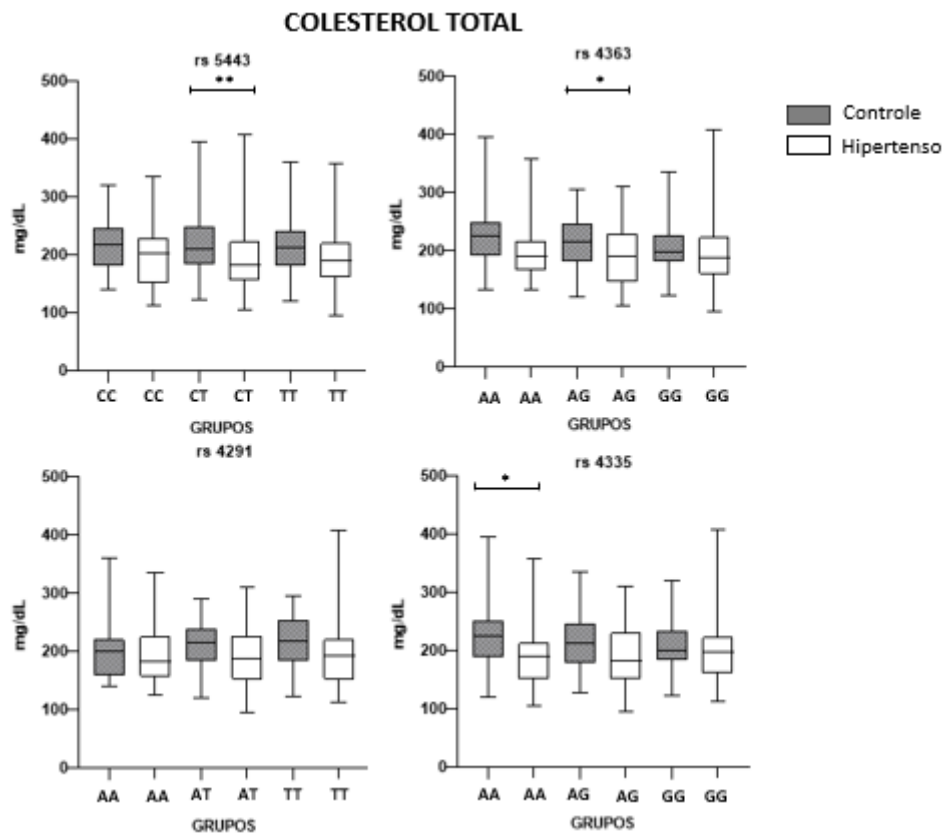 COLESTEROL TOTAL
rs 5443
**
500
400
300
200
100
0
mg/dL
CC CC CT CT TT TT
GRUPOS
rs 4363
*
500
400
300
200
100
0
mg/dL
AA AA AG AG GG GG
GRUPOS
Controle
Hipertenso
rs 4291
500
400
300
200
100
0
mg/dL
AA AA AT AT TT TT
GRUPOS
rs 4335
*
500
400
300
200
100
0
mg/dL
AA AA AG AG GG GG
GRUPOS